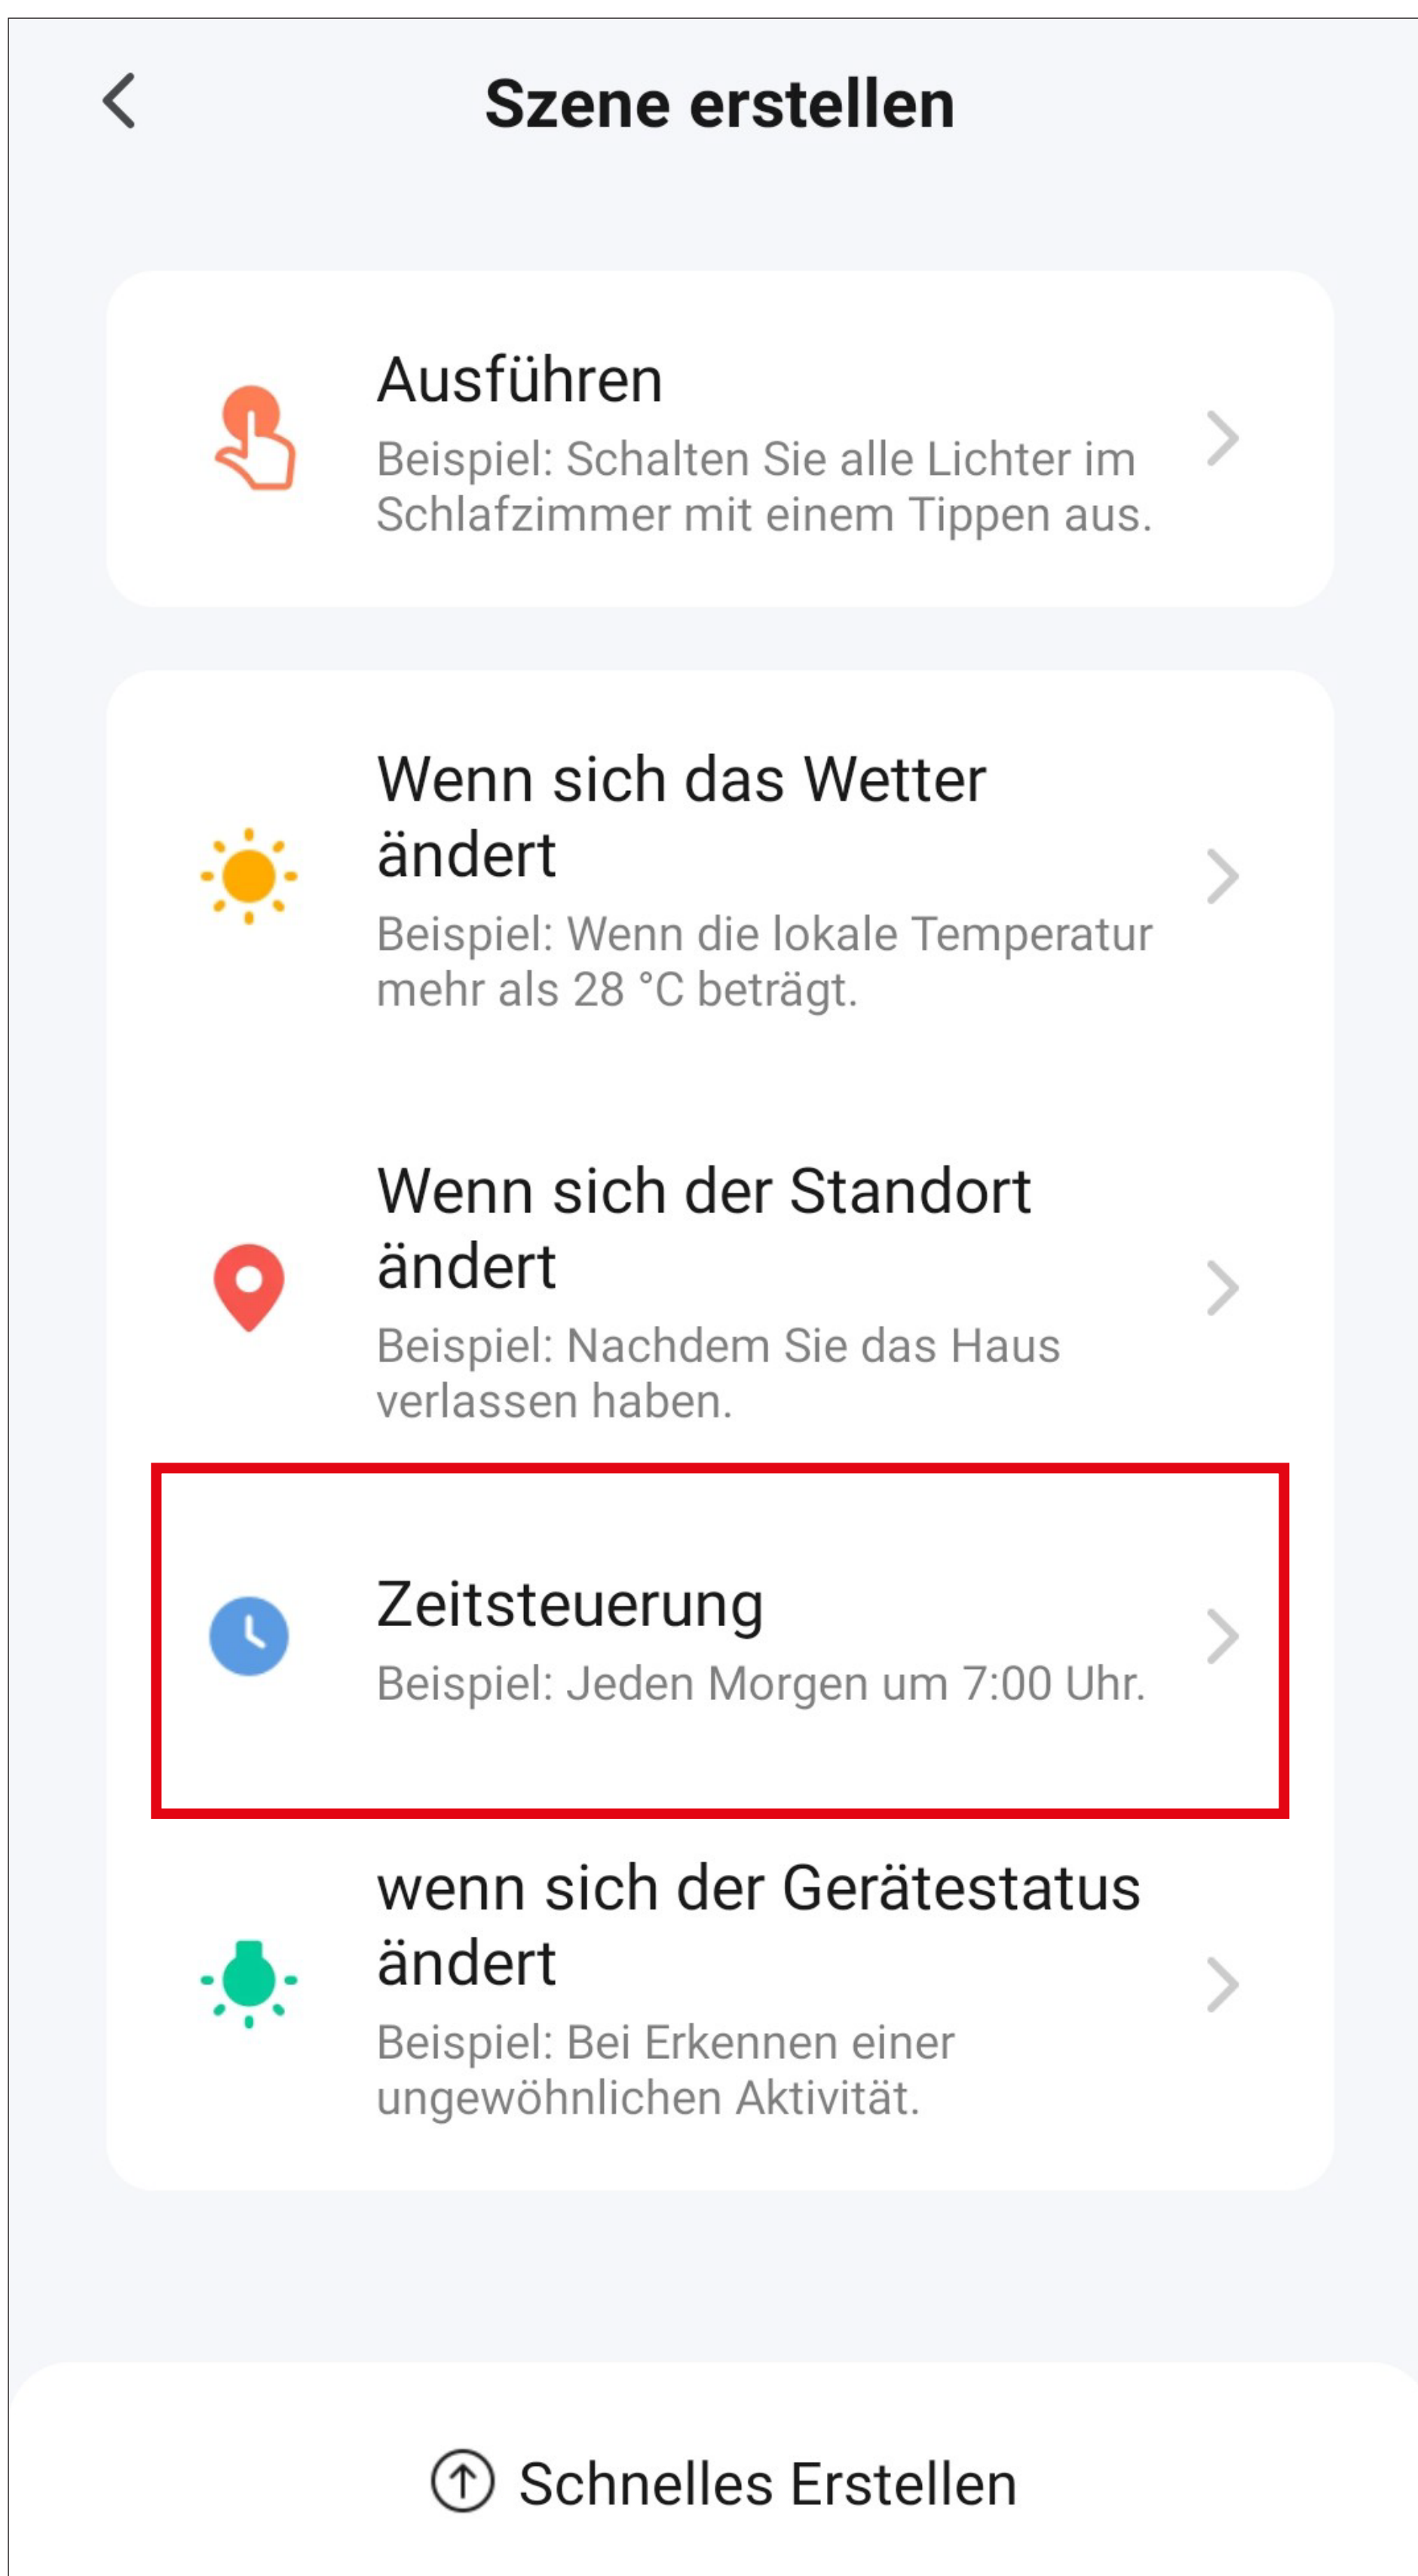 Szene erstellen
Ausführen
Beispiel: Schalten Sie alle Lichter im
Schlafzimmer mit einem Tippen aus.
Wenn sich das Wetter
ändert
Beispiel: Wenn die lokale Temperatur
mehr als 28 °C beträgt.
Wenn sich der Standort
ändert
Beispiel: Nachdem Sie das Haus
verlassen haben.
Zeitsteuerung
Beispiel: Jeden Morgen um 7:00 Uhr.
wenn sich der Gerätestatus
ändert
Beispiel: Bei Erkennen einer
ungewöhnlichen Aktivität.
Schnelles Erstellen